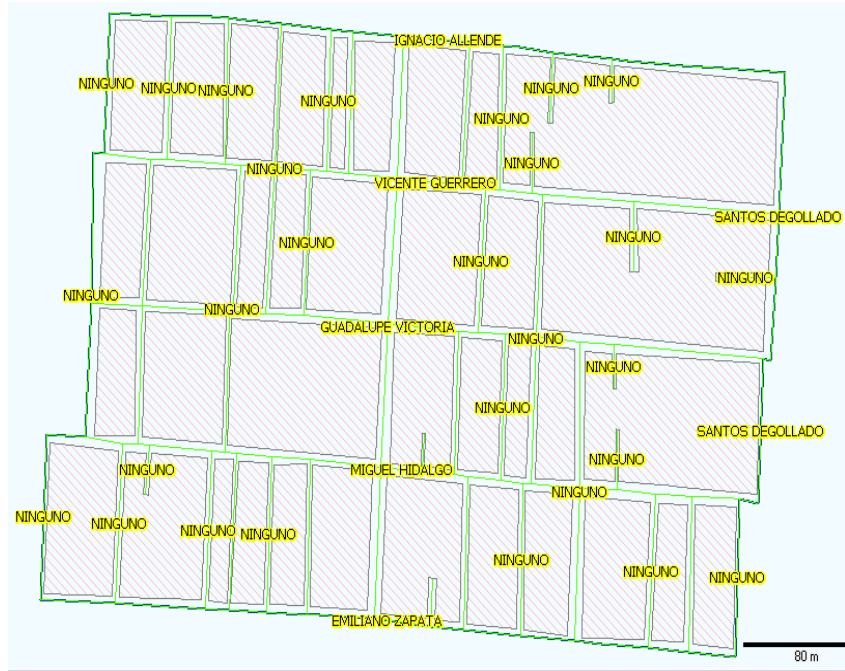 IGNACIO ALLENDE
NINGUNO
NINGUNO
NINGUNO
NINGUNO
NINGUNO
NINGUNO
NINGUNO
NINGUNO
NINGUNO
NINGUNO
VICENTE GUERRERO
SANTOS DEGOLLADO
NINGUNO
NINGUNO
NINGUNO
NINGUNO
NINGUNO
NINGUNO
GUADALUPE VICTORIA
NINGUNO
NINGUNO
NINGUNO
SANTOS DEGOLLADO
NINGUNO
NINGUNO
MIGUEL HIDALGO
NINGUNO
NINGUNO
NINGUNO
NINGUNO
NINGUNO
NINGUNO
NINGUNO
NINGUNO
EMILIANO ZAPATA
80 m